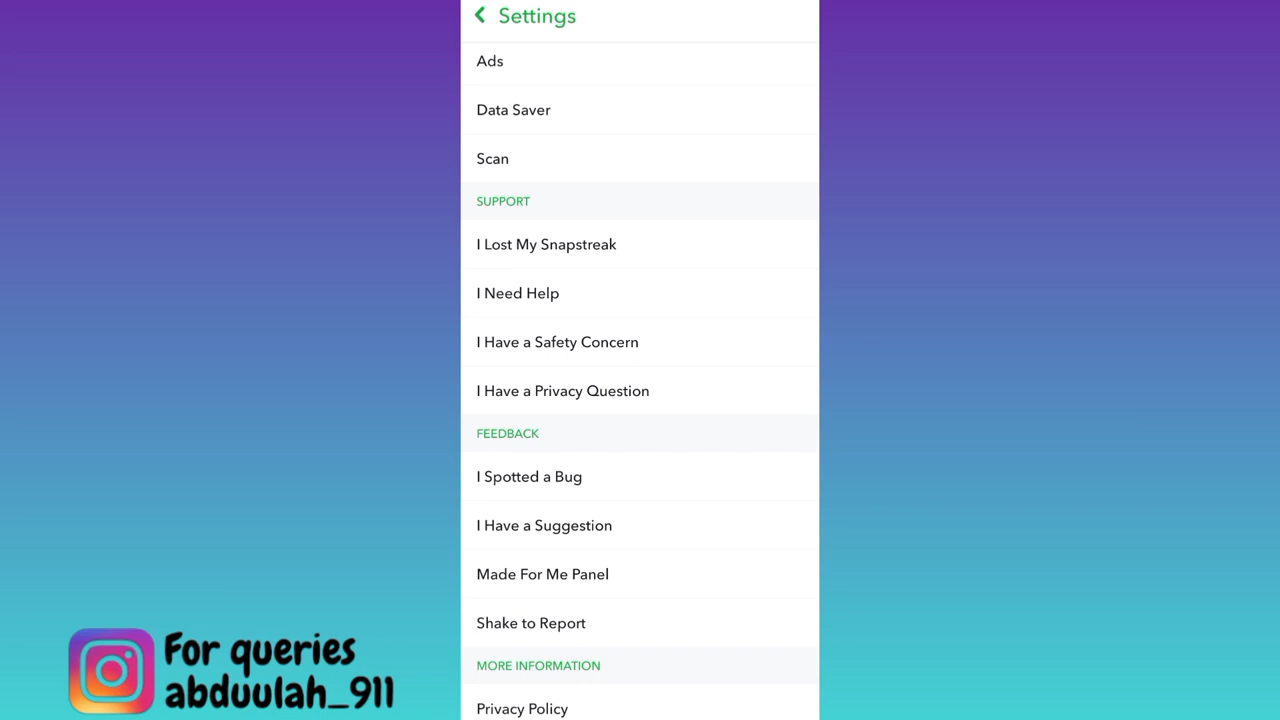 Settings
Ads
Data Saver
Scan
SUPPORT
I Lost My Snapstreak
I Need Help
I Have a Safety Concern
I Have a Privacy Question
FEEDBACK
I Spotted a Bug
I Have a Suggestion
Made For Me Panel
Shake to Report
MORE INFORMATION
Privacy Policy
For queries
abduulah_911